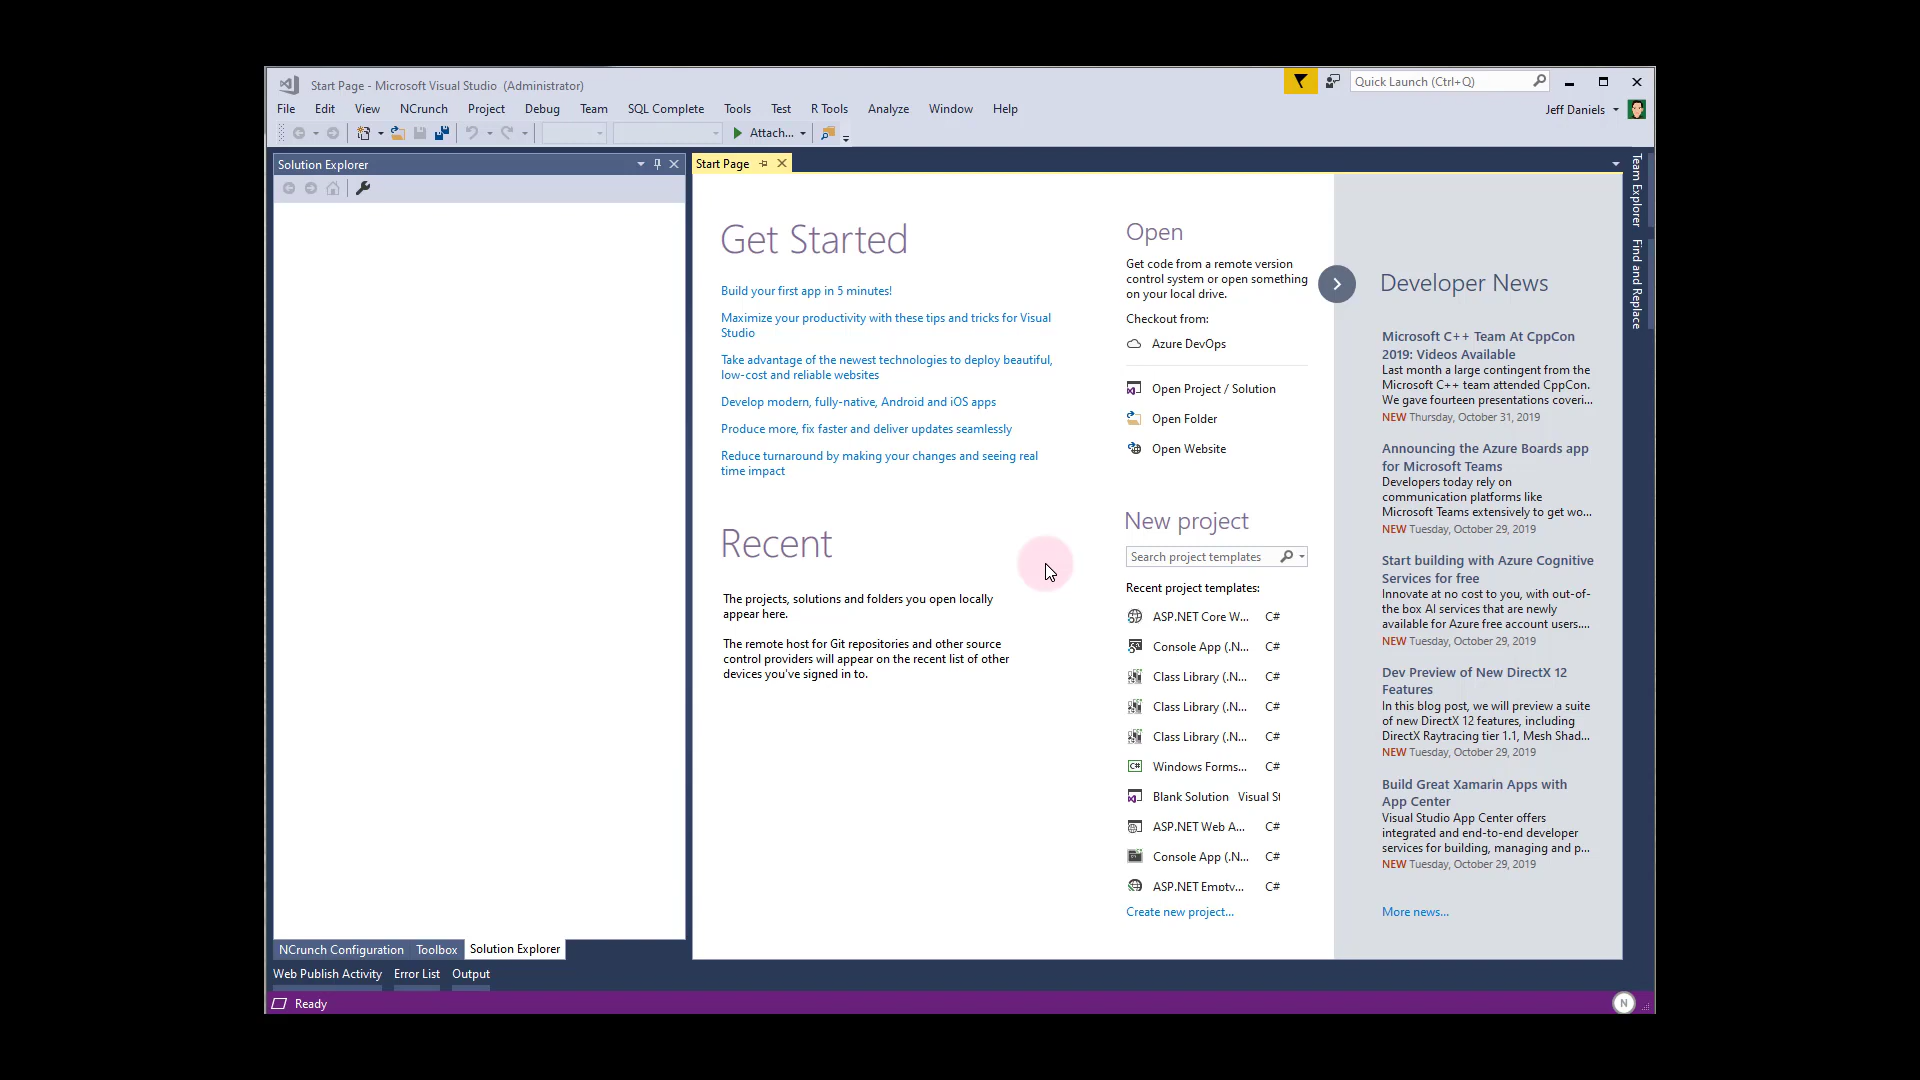 Start Page - Microsoft Visual Studio (Administrator)
Quick Launch (Ctrl+Q)
File Edit View NCrunch Project Debug Team SQL Complete Tools Test R Tools Analyze Window Help
Jeff Daniels
Attach...
Solution Explorer
Start Page
Team Explorer
Find and Replace
Get Started
Build your first app in 5 minutes!
Maximize your productivity with these tips and tricks for Visual
Studio
Take advantage of the newest technologies to deploy beautiful,
low-cost and reliable websites
Develop modern, fully-native, Android and iOS apps
Produce more, fix faster and deliver updates seamlessly
Reduce turnaround by making your changes and seeing real
time impact
Recent
The projects, solutions and folders you open locally
appear here.
The remote host for Git repositories and other source
control providers will appear on the recent list of other
devices you've signed in to.
Open
Get code from a remote version
control system or open something
on your local drive.
Checkout from:
Azure DevOps
Open Project / Solution
Open Folder
Open Website
New project
Search project templates
Recent project templates:
ASP.NET Core W... C#
Console App (.N... C#
Class Library (.N... C#
Class Library (.N... C#
Class Library (.N... C#
Windows Forms... C#
Blank Solution Visual St
ASP.NET Web A... C#
Console App (.N... C#
ASP.NET Empty... C#
Create new project...
Developer News
Microsoft C++ Team At CppCon
2019: Videos Available
Last month a large contingent from the
Microsoft C++ team attended CppCon.
We gave fourteen presentations coveri...
NEW Thursday, October 31, 2019
Announcing the Azure Boards app
for Microsoft Teams
Developers today rely on
communication platforms like
Microsoft Teams extensively to get wo...
NEW Tuesday, October 29, 2019
Start building with Azure Cognitive
Services for free
Innovate at no cost to you, with out-of-
the box AI services that are newly
available for Azure free account users....
NEW Tuesday, October 29, 2019
Dev Preview of New DirectX 12
Features
In this blog post, we will preview a suite
of new DirectX 12 features, including
DirectX Raytracing tier 1.1, Mesh Shad...
NEW Tuesday, October 29, 2019
Build Great Xamarin Apps with
App Center
Visual Studio App Center offers
integrated and end-to-end developer
services for building, managing and p...
NEW Tuesday, October 29, 2019
More news...
NCrunch Configuration Toolbox Solution Explorer
Web Publish Activity Error List Output
Ready
N